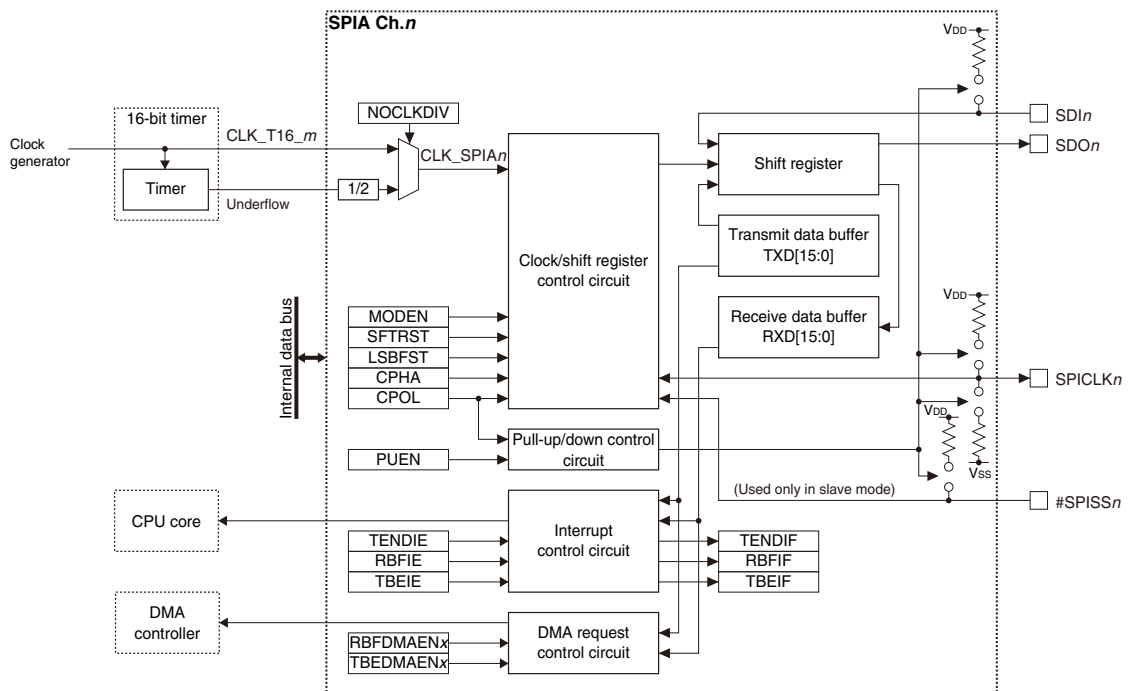 SPIA Ch.n
VDD
16-bit timer
NOCLKDIV
SDIn
Clock
generator
CLK_T16_m
CLK_SPIAn
SDOn
Shift register
Timer
1/2
Underflow
Transmit data buffer
TXD[15:0]
Clock/shift register
control circuit
VDD
Internal data bus
MODEN
SFTRST
LSBFST
CPHA
CPOL
Receive data buffer
RXD[15:0]
SPICLKn
VDD
Pull-up/down control
circuit
PUEN
VSS
(Used only in slave mode)
#SPISSn
CPU core
Interrupt
control circuit
TENDIE
RBFIE
TBEIE
TENDIF
RBFIF
TBEIF
DMA
controller
DMA request
control circuit
RBFDMAENx
TBEDMAENx